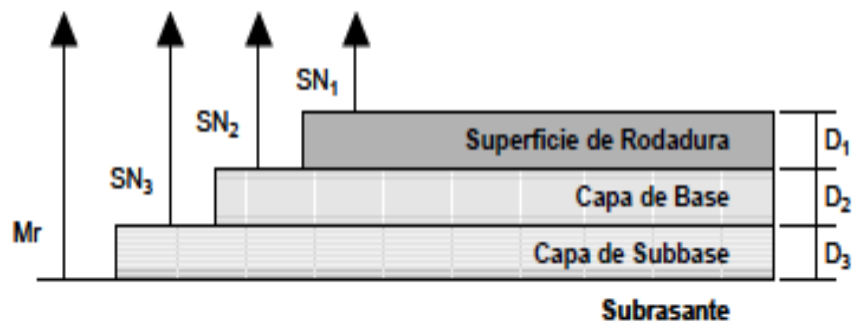 SN₁
Superficie de Rodadura D₁
SN₂
Capa de Base D₂
SN₃
Mr
Capa de Subbase D₃
Subrasante